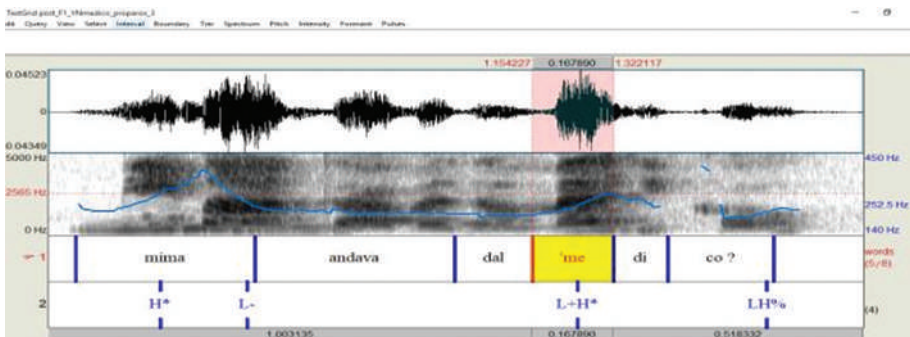 TextGrid post_F1_YNmedico_proparox_3
Edit Query View Select Interval Boundary Tier Spectrum Pitch Intensity Formant Pulses
1.154227 0.167890 1.322117
0.04523
0
0.04349
5000 Hz 450 Hz
2565 Hz 252.5 Hz
0 Hz 140 Hz
1 mima andava dal 'me di co ? words
(5/8)
2 H* L- L+H* LH% (4)
1.003135 0.167890 0.518332